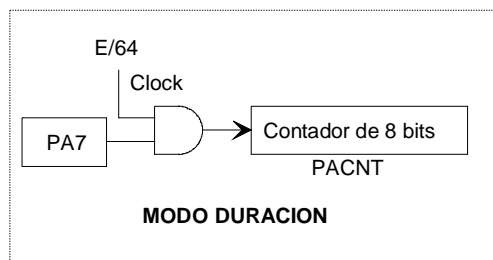 E/64
Clock
PA7
Contador de 8 bits
PACNT
MODO DURACION